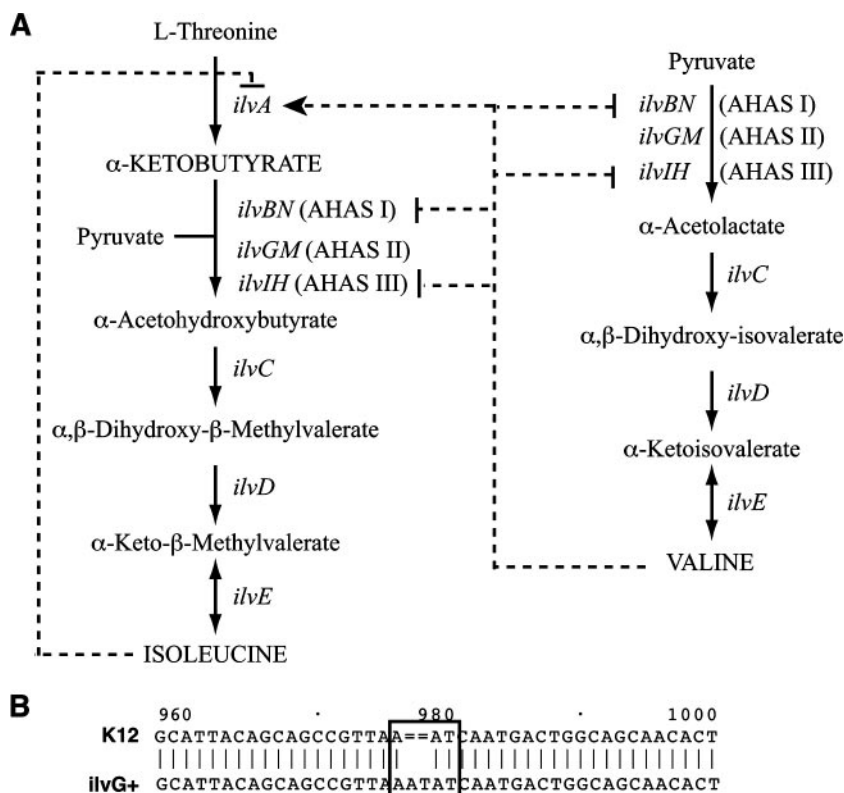 A
L-Threonine
ilvA
α-KETOBUTYRATE
Pyruvate
ilvBN (AHAS I)
ilvGM (AHAS II)
ilvIH (AHAS III)
α-Acetohydroxybutyrate
ilvC
α,β-Dihydroxy-β-Methylvalerate
ilvD
α-Keto-β-Methylvalerate
ilvE
ISOLEUCINE
Pyruvate
ilvBN (AHAS I)
ilvGM (AHAS II)
ilvIH (AHAS III)
α-Acetolactate
ilvC
α,β-Dihydroxy-isovalerate
ilvD
α-Ketoisovalerate
ilvE
VALINE
B
960 · 980 · 1000
K12 GCATTACAGCAGCCGTTAA==ATCAATGACTGGCAGCAACACT
ilvG+ GCATTACAGCAGCCGTTAAATATCAATGACTGGCAGCAACACT